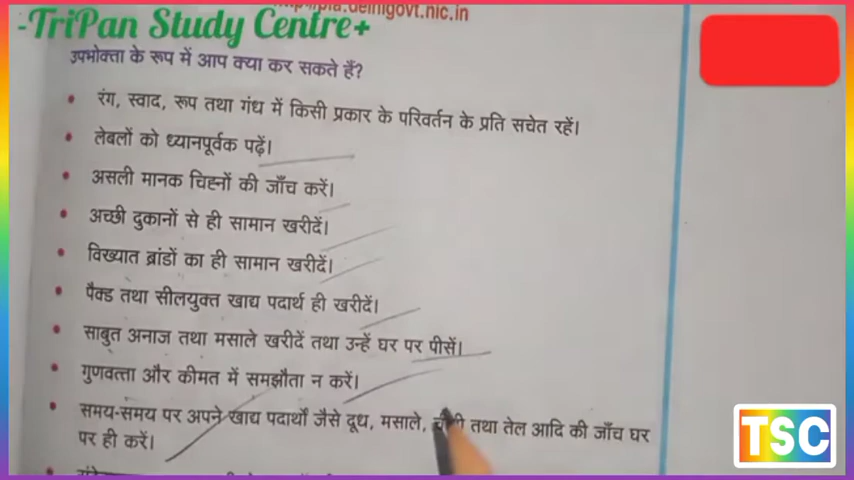 -TriPan Study Centre+
उपभोक्ता के रूप में आप क्या कर सकते हैं?
• रंग, स्वाद, रूप तथा गंध में किसी प्रकार के परिवर्तन के प्रति सचेत रहें।
• लेबलों को ध्यानपूर्वक पढ़ें।
• असली मानक चिह्नों की जाँच करें।
• अच्छी दुकानों से ही सामान खरीदें।
• विख्यात ब्रांडों का ही सामान खरीदें।
• पैक्ड तथा सीलयुक्त खाद्य पदार्थ ही खरीदें।
• साबुत अनाज तथा मसाले खरीदें तथा उन्हें घर पर पीसें।
• गुणवत्ता और कीमत में समझौता न करें।
• समय-समय पर अपने खाद्य पदार्थों जैसे दूध, मसाले, तथा तेल आदि की जाँच घर
पर ही करें।
TSC